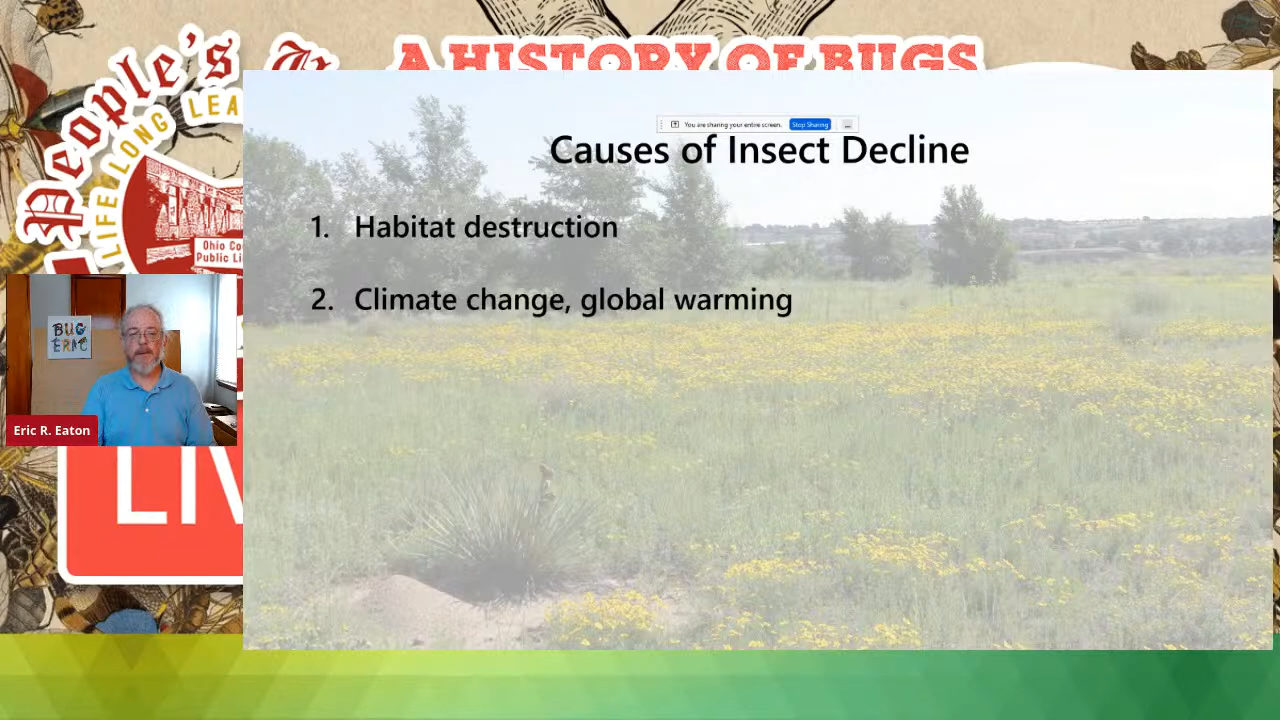 A HISTORY OF BUGS
People's
LIFELONG LEA
Ohio Co
Public Li
You are sharing your entire screen. Stop Sharing
Causes of Insect Decline
1. Habitat destruction
2. Climate change, global warming
BUG
ERIC
Eric R. Eaton
LIV